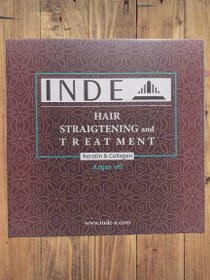 INDE
HAIR
STRAIGTENING and
TREATMENT
Keratin & Collagen
Argan oil
www.inde-a.com